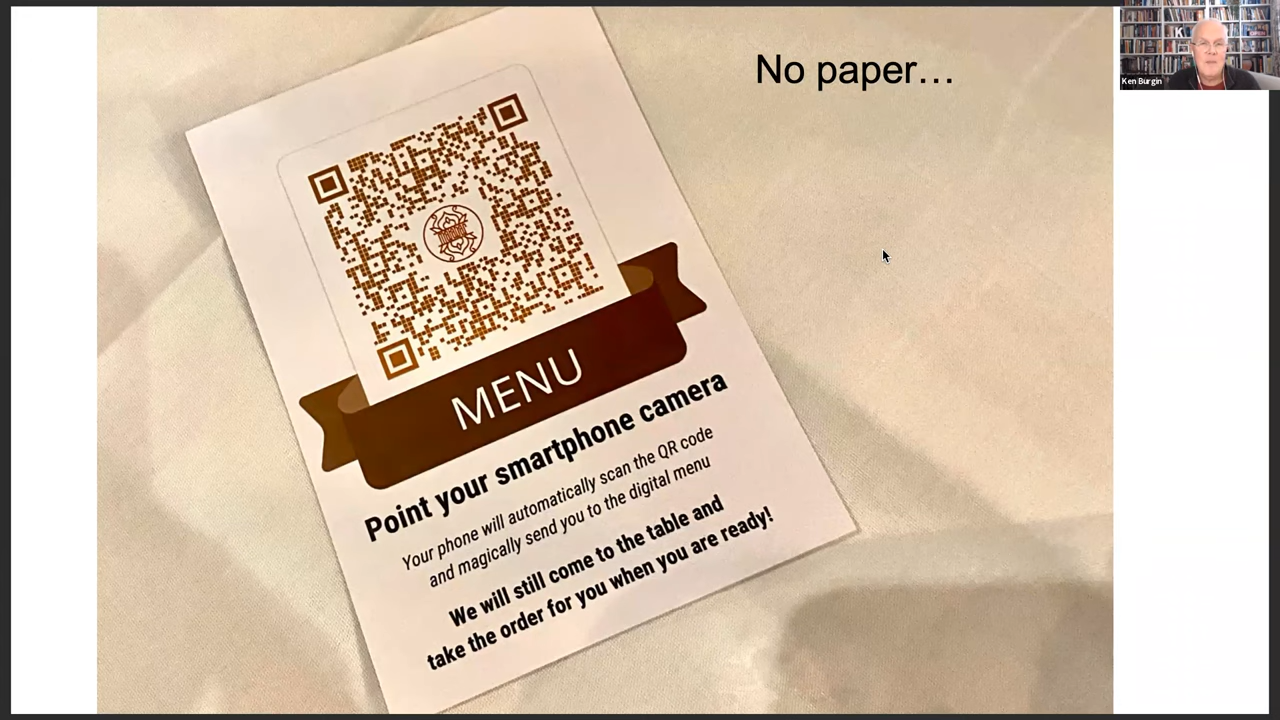 No paper…
Ken Burgin
MENU
Point your smartphone camera
Your phone will automatically scan the QR code
and magically send you to the digital menu
We will still come to the table and
take the order for you when you are ready!